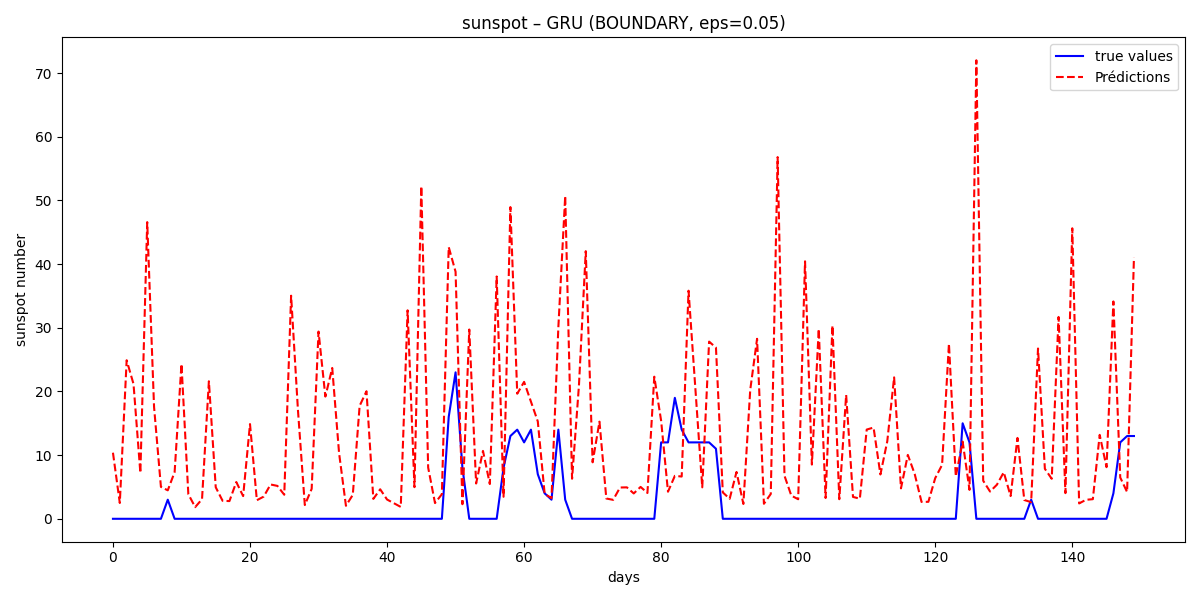 sunspot – GRU (BOUNDARY, eps=0.05)
true values
Prédictions
sunspot number
70
60
50
40
30
20
10
0
0 20 40 60 80 100 120 140
days